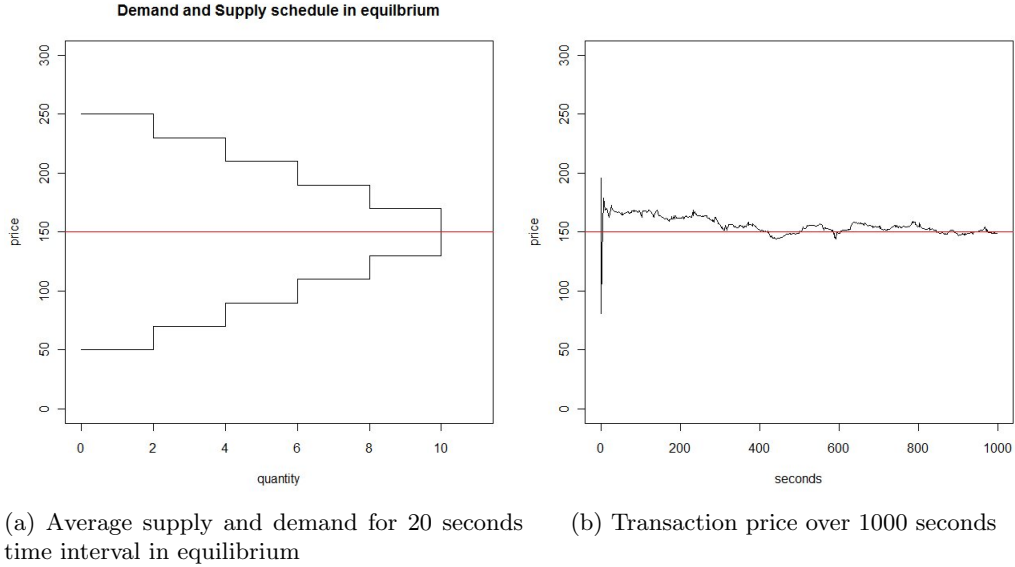 Demand and Supply schedule in equilbrium
300
250
200
150
100
50
0
price
0 2 4 6 8 10
quantity
300
250
200
150
100
50
0
price
0 200 400 600 800 1000
seconds
(a) Average supply and demand for 20 seconds
time interval in equilibrium
(b) Transaction price over 1000 seconds